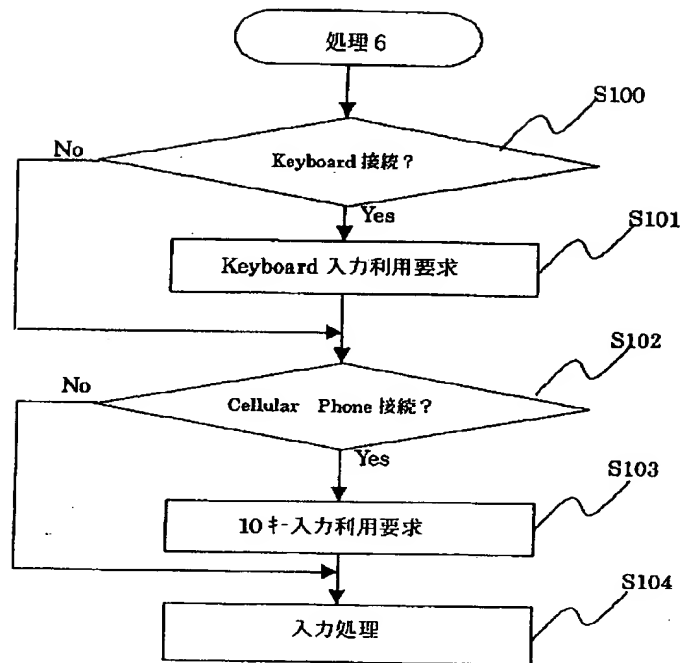 処理6
S100
No
Keyboard 接続？
Yes
S101
Keyboard 入力利用要求
S102
No
Cellular Phone 接続？
Yes
S103
10ｷｰ入力利用要求
S104
入力処理